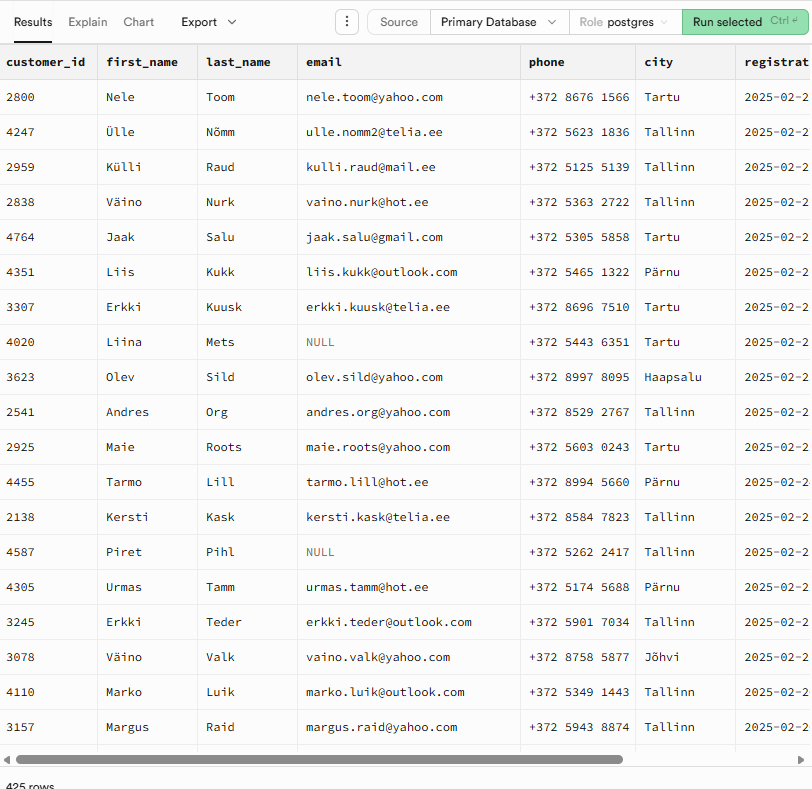 Results Explain Chart Export Source Primary Database Role postgres Run selected Ctrl
customer_id first_name last_name email phone city registrat
2800 Nele Toom nele.toom@yahoo.com +372 8676 1566 Tartu 2025-02-2
4247 Ülle Nõmm ulle.nomm2@telia.ee +372 5623 1836 Tallinn 2025-02-2
2959 Külli Raud kulli.raud@mail.ee +372 5125 5139 Tallinn 2025-02-2
2838 Väino Nurk vaino.nurk@hot.ee +372 5363 2722 Tallinn 2025-02-2
4764 Jaak Salu jaak.salu@gmail.com +372 5305 5858 Tartu 2025-02-2
4351 Liis Kukk liis.kukk@outlook.com +372 5465 1322 Pärnu 2025-02-2
3307 Erkki Kuusk erkki.kuusk@telia.ee +372 8696 7510 Tartu 2025-02-2
4020 Liina Mets NULL +372 5443 6351 Tartu 2025-02-2
3623 Olev Sild olev.sild@yahoo.com +372 8997 8095 Haapsalu 2025-02-2
2541 Andres Org andres.org@yahoo.com +372 8529 2767 Tallinn 2025-02-2
2925 Maie Roots maie.roots@yahoo.com +372 5603 0243 Tartu 2025-02-2
4455 Tarmo Lill tarmo.lill@hot.ee +372 8994 5660 Pärnu 2025-02-2
2138 Kersti Kask kersti.kask@telia.ee +372 8584 7823 Tallinn 2025-02-2
4587 Piret Pihl NULL +372 5262 2417 Tallinn 2025-02-2
4305 Urmas Tamm urmas.tamm@hot.ee +372 5174 5688 Pärnu 2025-02-2
3245 Erkki Teder erkki.teder@outlook.com +372 5901 7034 Tallinn 2025-02-2
3078 Väino Valk vaino.valk@yahoo.com +372 8758 5877 Jõhvi 2025-02-2
4110 Marko Luik marko.luik@outlook.com +372 5349 1443 Tallinn 2025-02-2
3157 Margus Raid margus.raid@yahoo.com +372 5943 8874 Tallinn 2025-02-2
425 rows